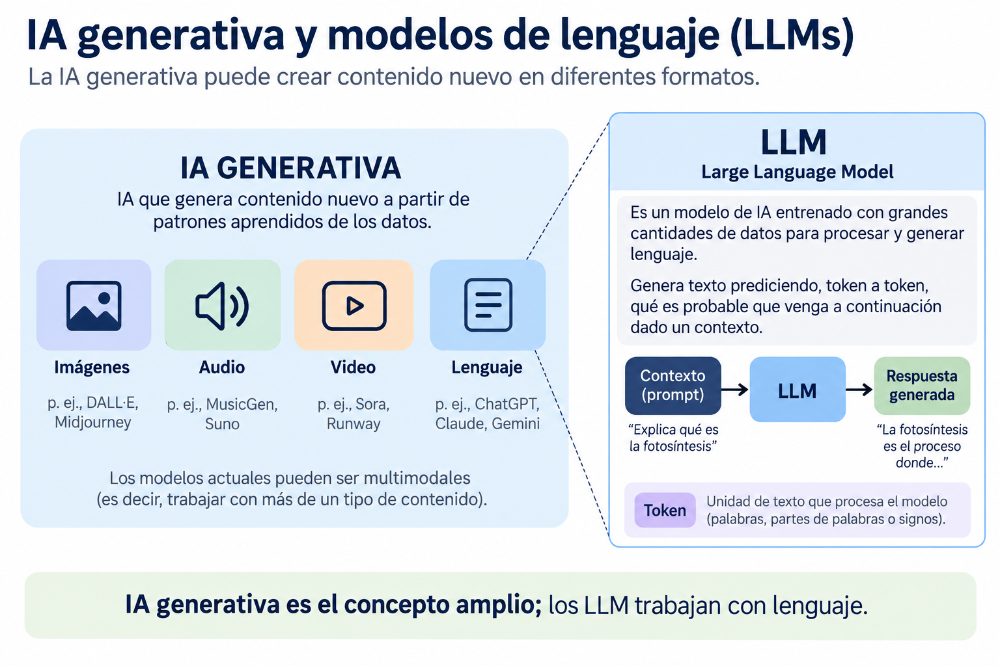 IA generativa y modelos de lenguaje (LLMs)
La IA generativa puede crear contenido nuevo en diferentes formatos.
IA GENERATIVA
IA que genera contenido nuevo a partir de
patrones aprendidos de los datos.
Imágenes
p. ej., DALL·E,
Midjourney
Audio
p. ej., MusicGen,
Suno
Video
p. ej., Sora,
Runway
Lenguaje
p. ej., ChatGPT,
Claude, Gemini
Los modelos actuales pueden ser multimodales
(es decir, trabajar con más de un tipo de contenido).
LLM
Large Language Model
Es un modelo de IA entrenado con grandes
cantidades de datos para procesar y generar
lenguaje.
Genera texto prediciendo, token a token,
qué es probable que venga a continuación
dado un contexto.
Contexto
(prompt)
LLM
Respuesta
generada
“Explica qué es
la fotosíntesis”
“La fotosíntesis
es el proceso
donde...”
Token
Unidad de texto que procesa el modelo
(palabras, partes de palabras o signos).
IA generativa es el concepto amplio; los LLM trabajan con lenguaje.